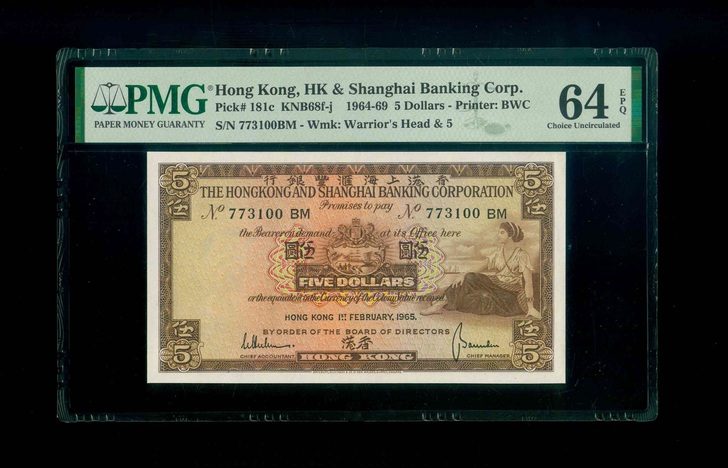 PMG® Hong Kong, HK & Shanghai Banking Corp.
PAPER MONEY GUARANTY
Pick# 181c KNB68f-j 1964-69 5 Dollars - Printer: BWC
S/N 773100BM - Wmk: Warrior's Head & 5
64 EPQ
Choice Uncirculated
5 行銀豐滙海上港香 5
THE HONGKONG AND SHANGHAI BANKING CORPORATION
伍 Promises to pay 伍
No 773100 BM No 773100 BM
the Bearer on demand at its Office here
圓伍 圓伍
FIVE DOLLARS
or the equivalent in the Currency of the Colony value received
HONG KONG 1ST FEBRUARY, 1965.
BY ORDER OF THE BOARD OF DIRECTORS
伍 港香 伍
5 CHIEF ACCOUNTANT. HONG KONG CHIEF MANAGER. 5